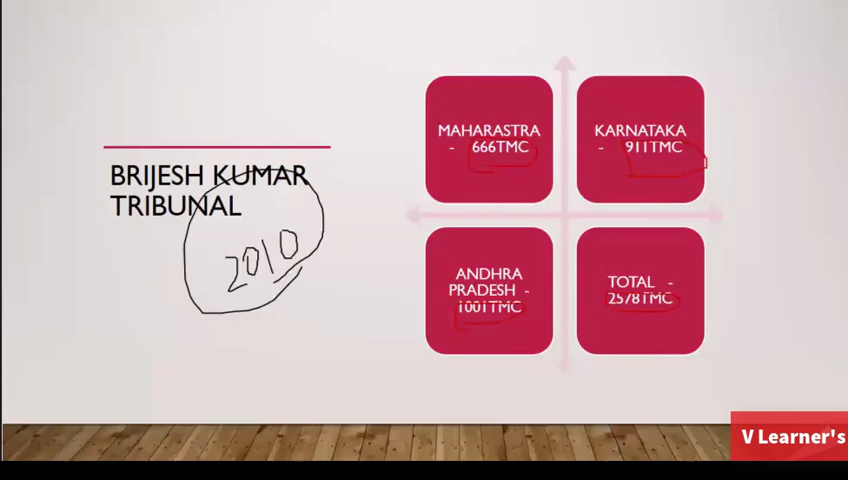 BRIJESH KUMAR
TRIBUNAL
2010
MAHARASTRA
- 666TMC
KARNATAKA
- 911TMC
ANDHRA
PRADESH -
1001TMC
TOTAL -
2578TMC
V Learner's